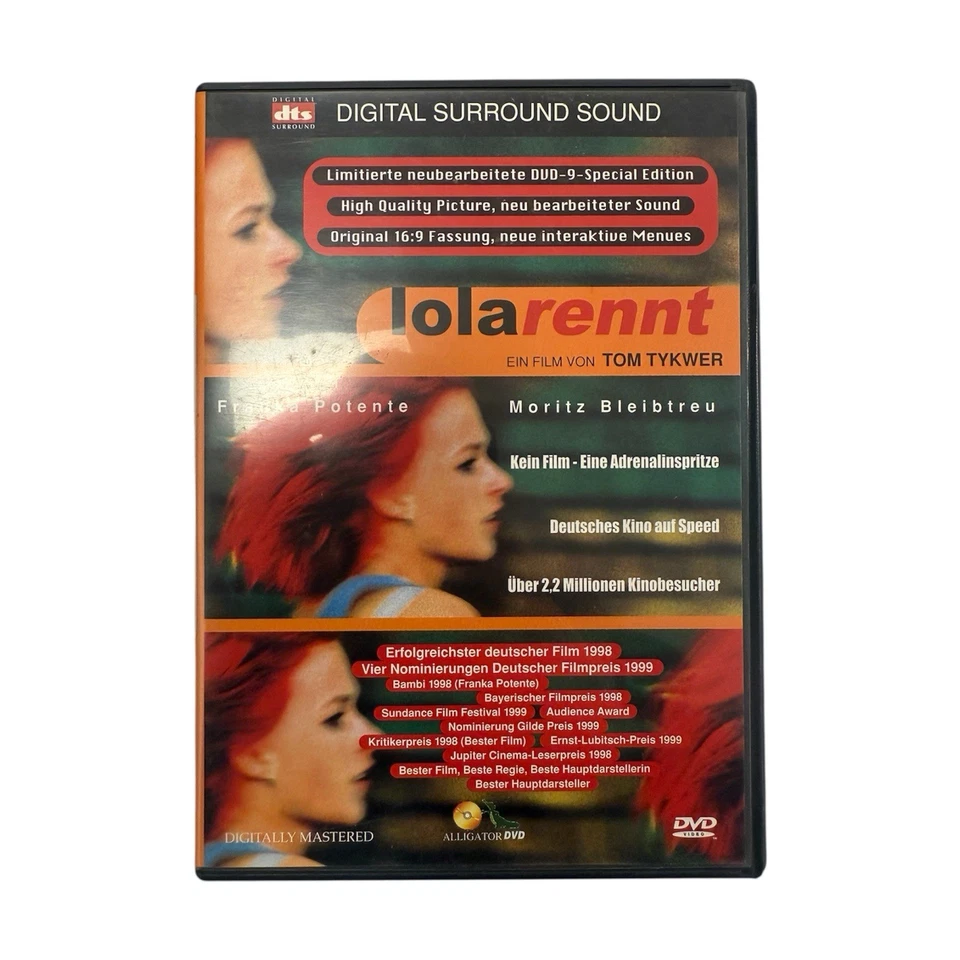 DIGITAL
dts
SURROUND
DIGITAL SURROUND SOUND
Limitierte neubearbeitete DVD-9-Special Edition
High Quality Picture, neu bearbeiteter Sound
Original 16:9 Fassung, neue interaktive Menues
lolarennt
EIN FILM VON TOM TYKWER
Franka Potente Moritz Bleibtreu
Kein Film - Eine Adrenalinspritze
Deutsches Kino auf Speed
Über 2,2 Millionen Kinobesucher
Erfolgreichster deutscher Film 1998
Vier Nominierungen Deutscher Filmpreis 1999
Bambi 1998 (Franka Potente)
Bayerischer Filmpreis 1998
Sundance Film Festival 1999 Audience Award
Nominierung Gilde Preis 1999
Kritikerpreis 1998 (Bester Film) Ernst-Lubitsch-Preis 1999
Jupiter Cinema-Leserpreis 1998
Bester Film, Beste Regie, Beste Hauptdarstellerin
Bester Hauptdarsteller
DIGITALLY MASTERED
ALLIGATOR DVD
DVD
VIDEO